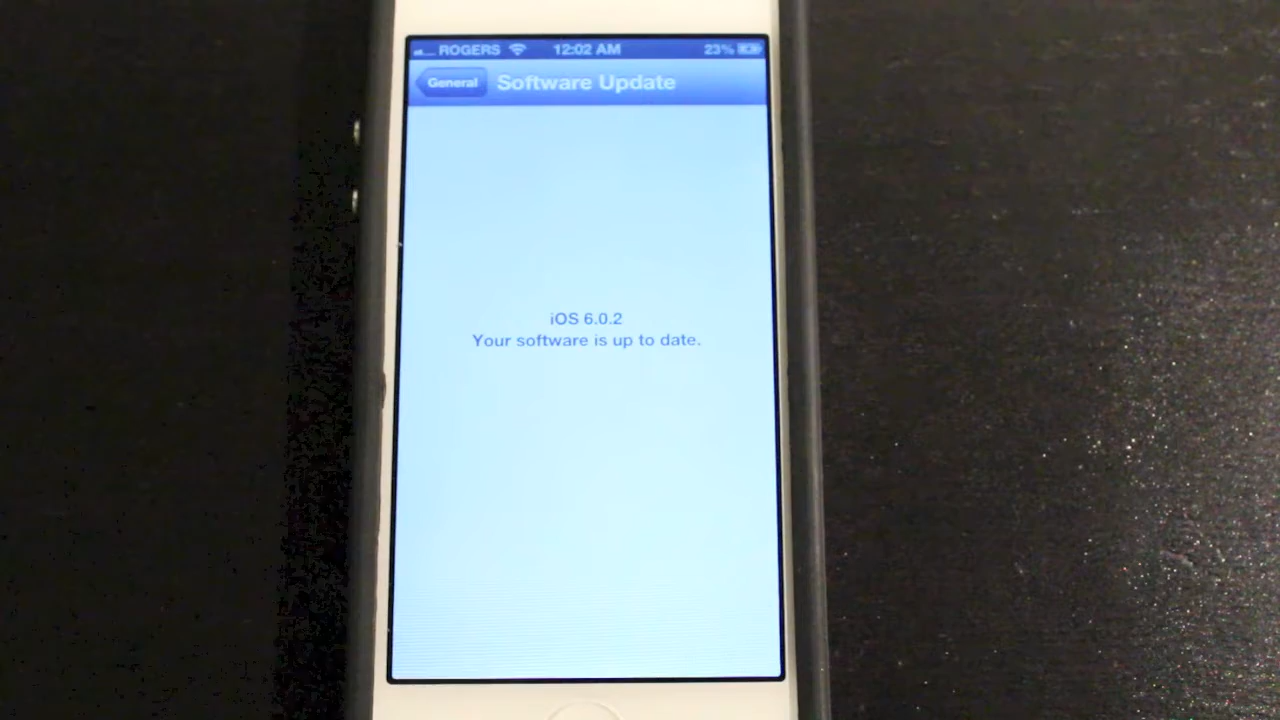 ROGERS 12:02 AM 23%
General Software Update
iOS 6.0.2
Your software is up to date.